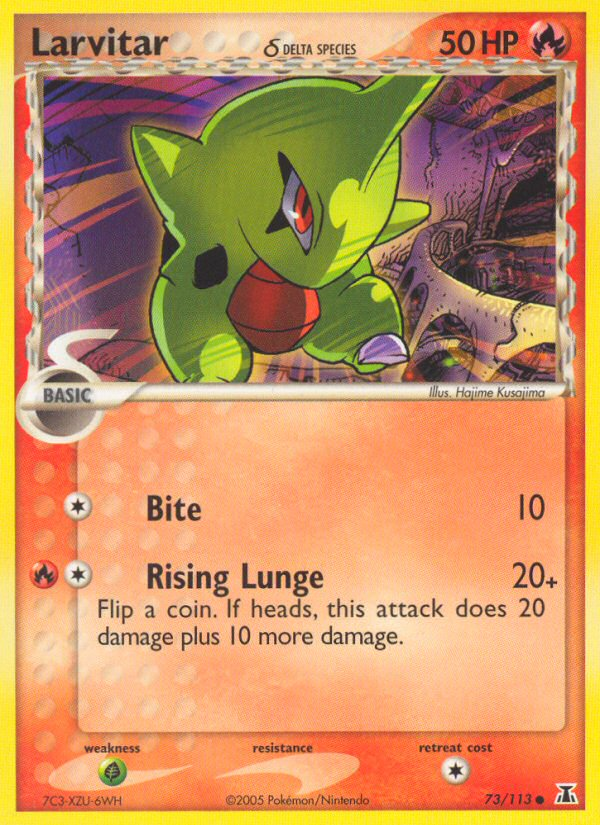 Larvitar δ DELTA SPECIES 50 HP
BASIC
Illus. Hajime Kusajima
Bite 10
Rising Lunge 20+
Flip a coin. If heads, this attack does 20
damage plus 10 more damage.
weakness resistance retreat cost
7C3-XZU-6WH ©2005 Pokémon/Nintendo 73/113 ●